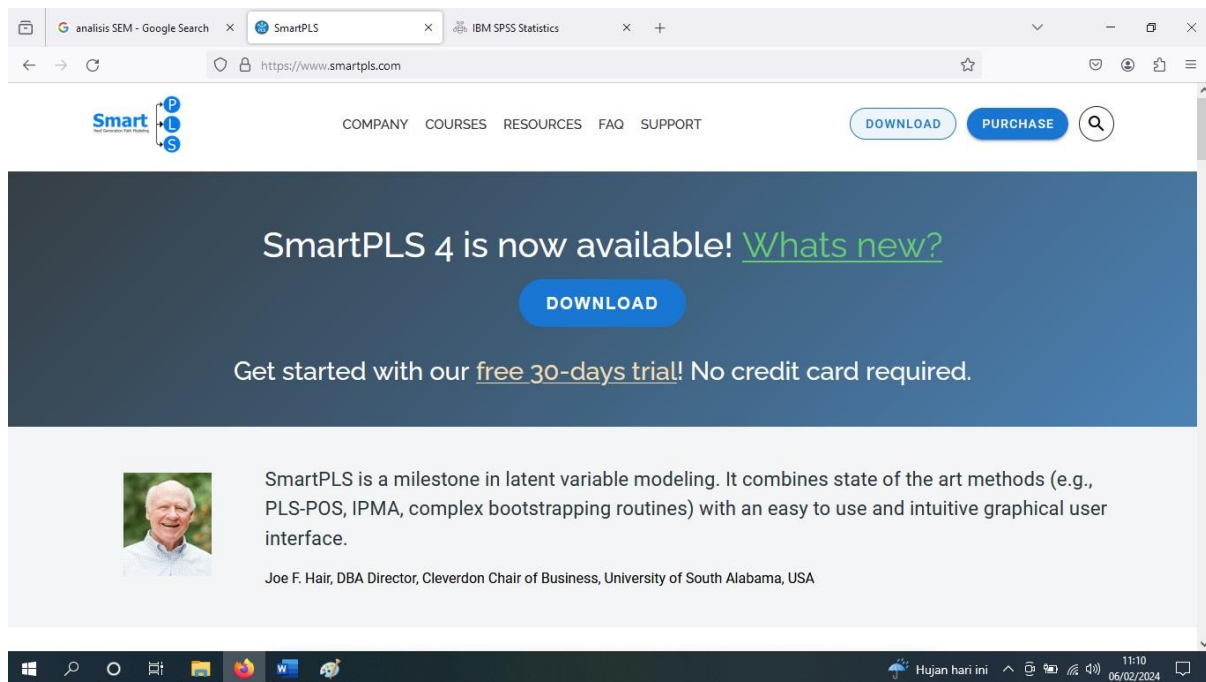 analisis SEM - Google Search
SmartPLS
IBM SPSS Statistics
https://www.smartpls.com
Smart
P
L
S
Next Generation Path Modeling
COMPANY COURSES RESOURCES FAQ SUPPORT
DOWNLOAD PURCHASE
SmartPLS 4 is now available! Whats new?
DOWNLOAD
Get started with our free 30-days trial! No credit card required.
SmartPLS is a milestone in latent variable modeling. It combines state of the art methods (e.g.,
PLS-POS, IPMA, complex bootstrapping routines) with an easy to use and intuitive graphical user
interface.
Joe F. Hair, DBA Director, Cleverdon Chair of Business, University of South Alabama, USA
Hujan hari ini
11:10
06/02/2024